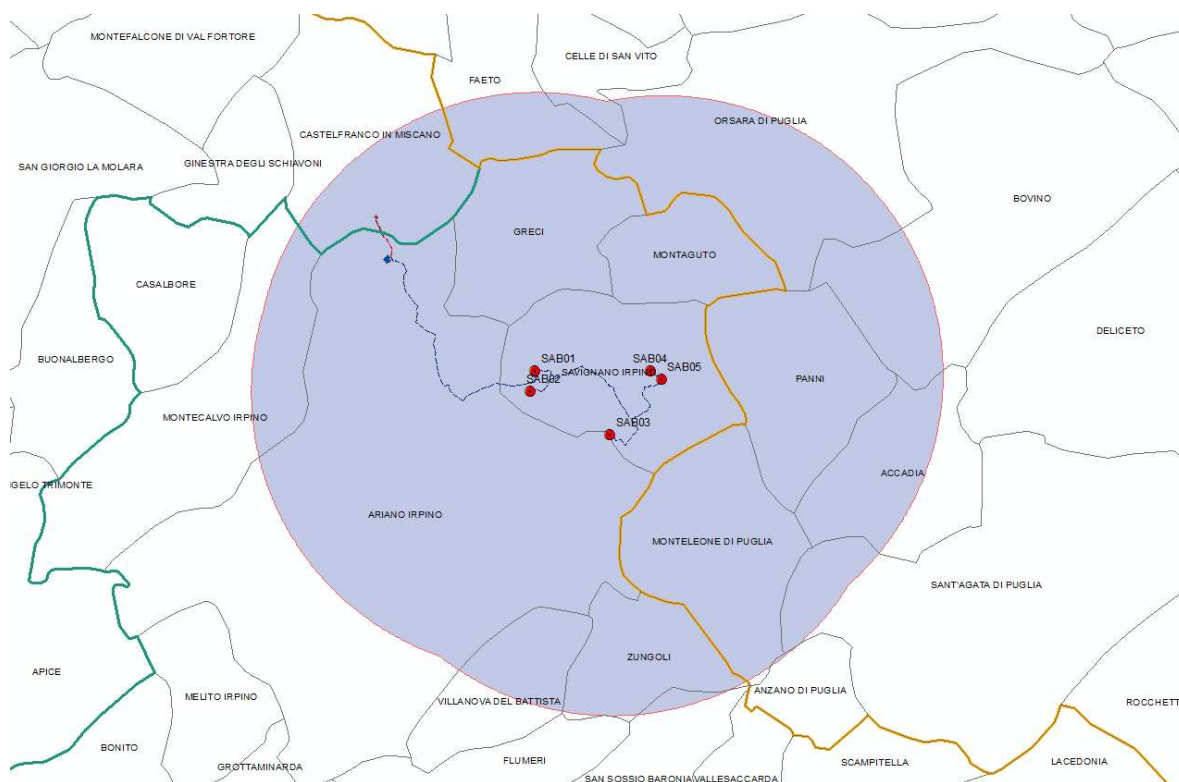 MONTEFALCONE DI VAL FORTORE
CELLE DI SAN VITO
FAETO
ORSARA DI PUGLIA
CASTELFRANCO IN MISCANO
SAN GIORGIO LA MOLARA
GINESTRA DEGLI SCHIAVONI
BOVINO
GRECI
MONTAGUTO
CASALBORE
DELICETO
BUONALBERGO
SAB01
SAB04
SAVIGNANO IRPINO
SAB05
SAB02
PANNI
MONTECALVO IRPINO
SAB03
ACCADIA
NGELO TRIMONTE
ARIANO IRPINO
MONTELEONE DI PUGLIA
SANT'AGATA DI PUGLIA
ZUNGOLI
APICE
MELITO IRPINO
VILLANOVA DEL BATTISTA
ANZANO DI PUGLIA
ROCCHETT
BONITO
FLUMERI
SCAMPITELLA
LACEDONIA
GROTTAMINARDA
SAN SOSSIO BARONIA
VALLESACCARDA